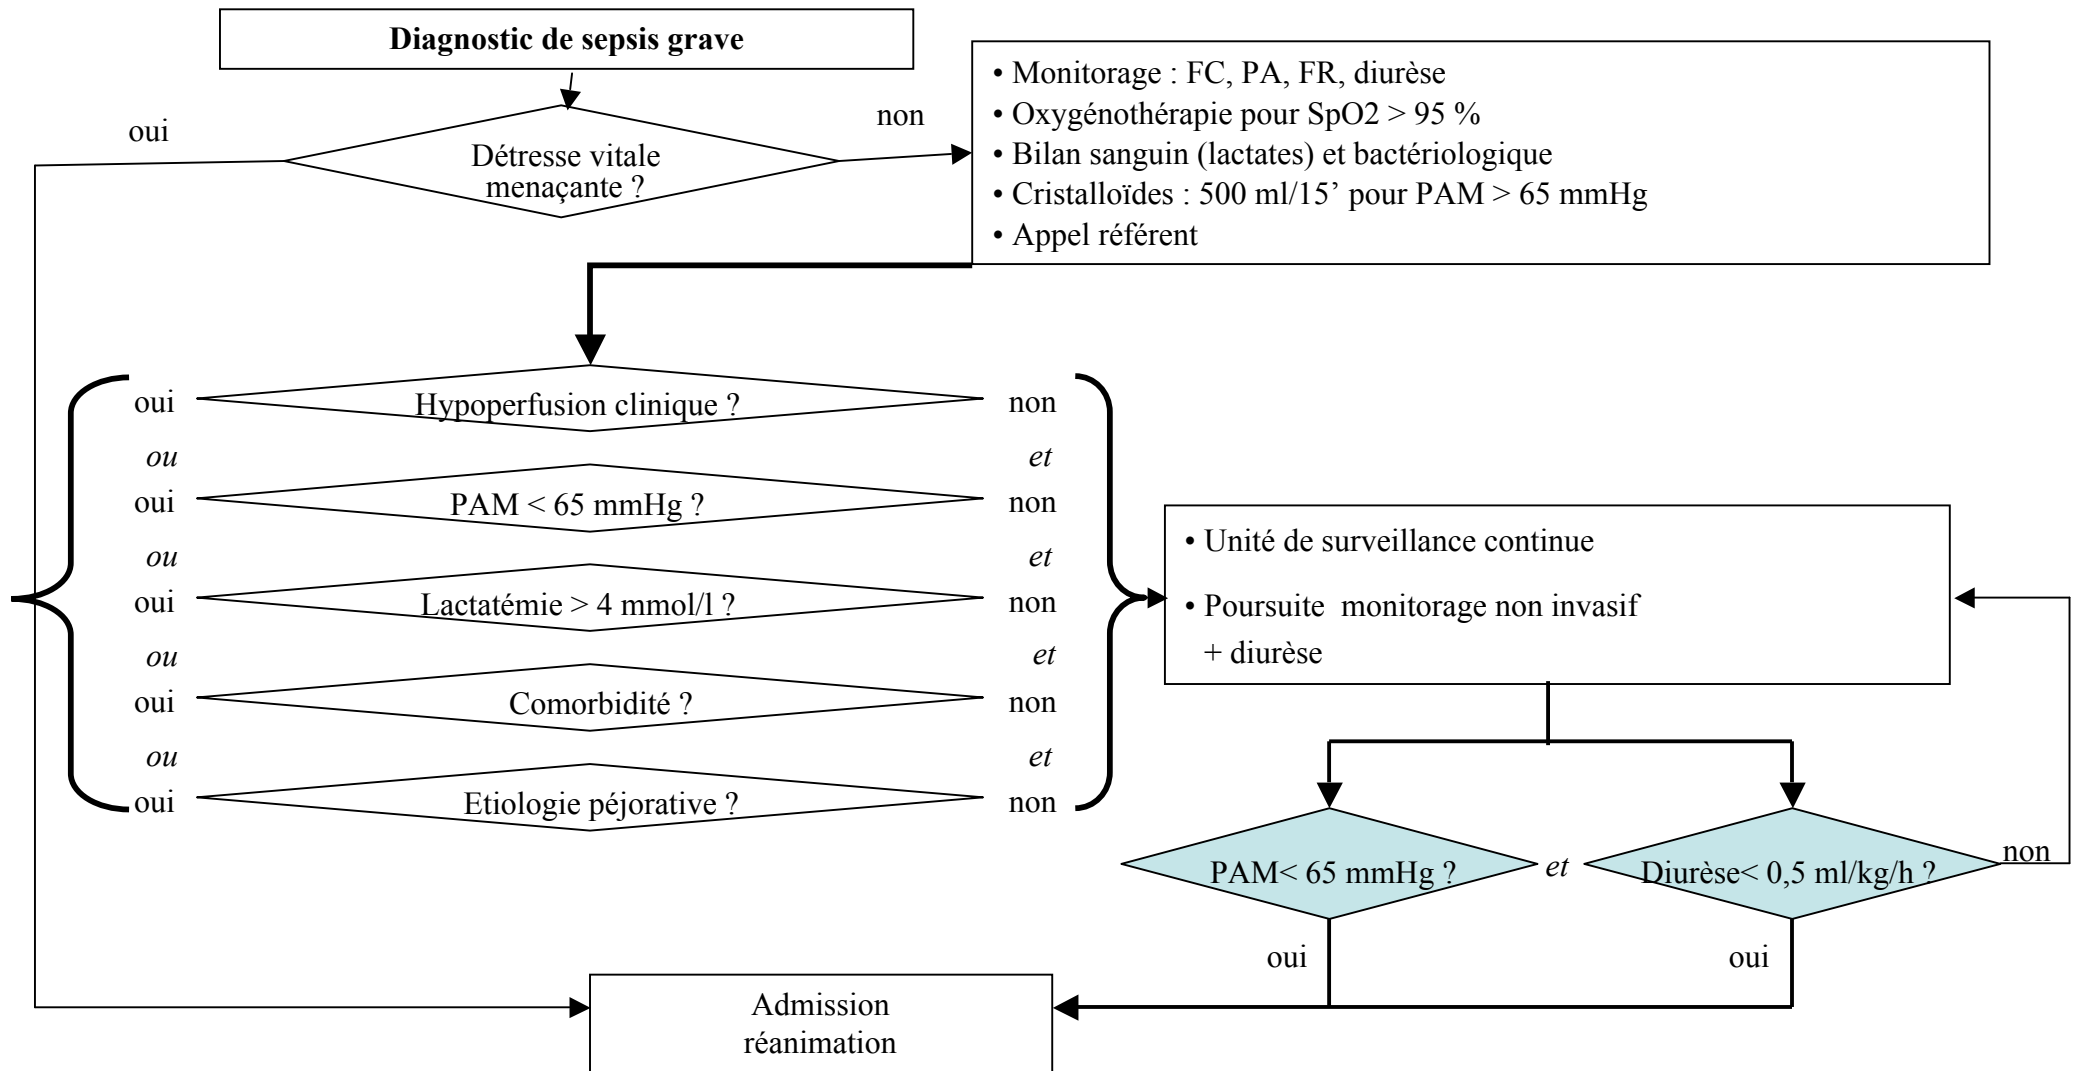 Diagnostic de sepsis grave
oui
non
Détresse vitale
menaçante ?
• Monitorage : FC, PA, FR, diurèse
• Oxygénothérapie pour SpO2 > 95 %
• Bilan sanguin (lactates) et bactériologique
• Cristalloïdes : 500 ml/15’ pour PAM > 65 mmHg
• Appel référent
oui
Hypoperfusion clinique ?
non
ou
et
oui
PAM < 65 mmHg ?
non
ou
et
oui
Lactatémie > 4 mmol/l ?
non
ou
et
oui
Comorbidité ?
non
ou
et
oui
Etiologie péjorative ?
non
• Unité de surveillance continue
• Poursuite monitorage non invasif
+ diurèse
PAM< 65 mmHg ?
et
Diurèse< 0,5 ml/kg/h ?
non
oui
oui
Admission
réanimation